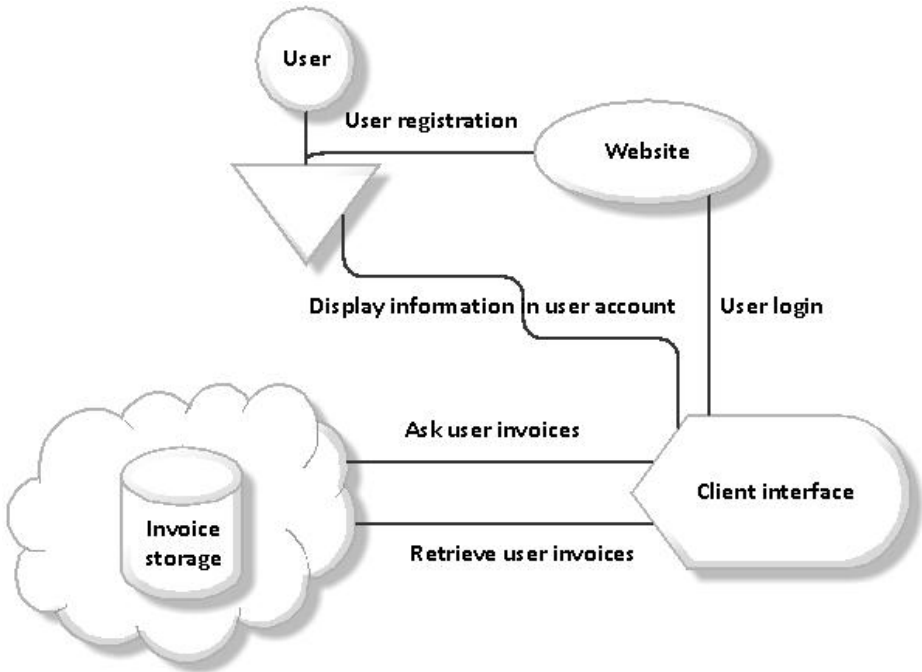 User
User registration
Website
Display information in user account
User login
Ask user invoices
Client interface
Invoice
storage
Retrieve user invoices